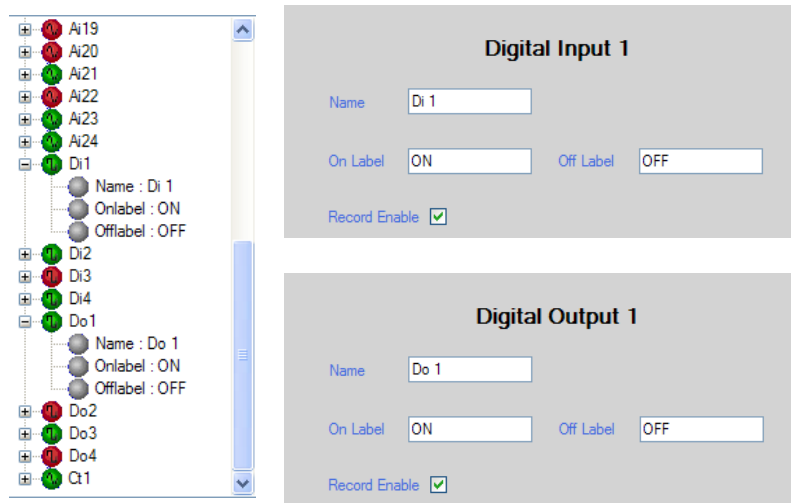 Ai19
Ai20
Ai21
Ai22
Ai23
Ai24
Di1
Name : Di 1
Onlabel : ON
Offlabel : OFF
Di2
Di3
Di4
Do1
Name : Do 1
Onlabel : ON
Offlabel : OFF
Do2
Do3
Do4
Ct1
Digital Input 1
Name Di 1
On Label ON Off Label OFF
Record Enable
Digital Output 1
Name Do 1
On Label ON Off Label OFF
Record Enable